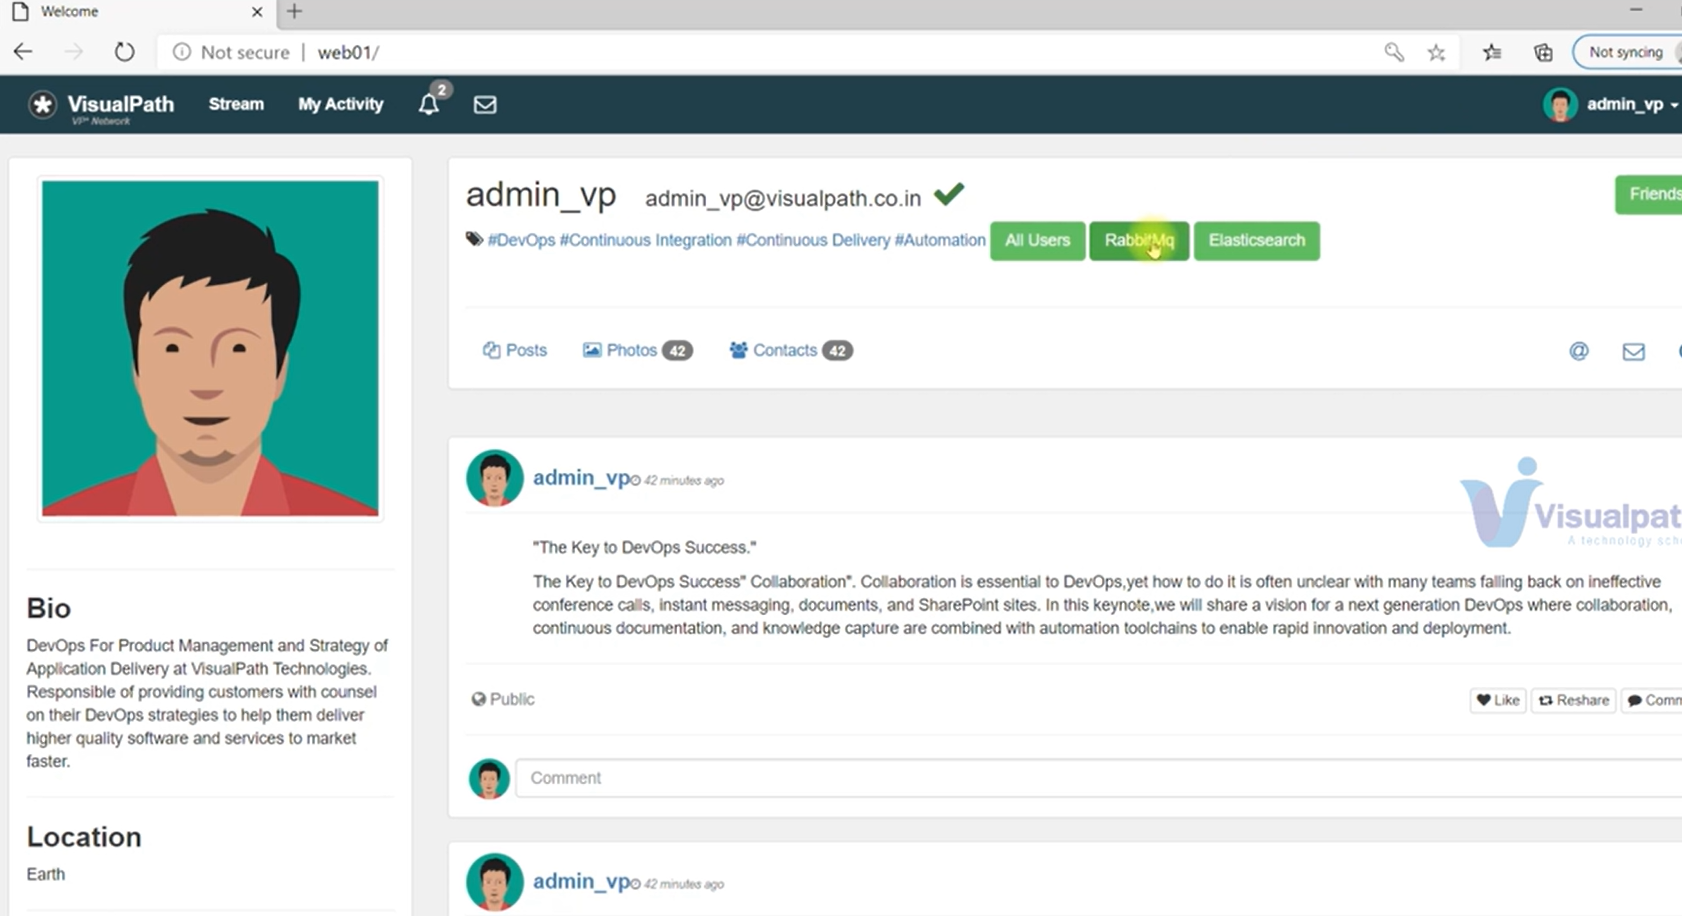 Welcome
Not secure | web01/
Not syncing
VisualPath
VP* Network
Stream
My Activity
2
admin_vp
admin_vp admin_vp@visualpath.co.in
Friends
#DevOps #Continuous Integration #Continuous Delivery #Automation
All Users
RabbitMq
Elasticsearch
Posts
Photos 42
Contacts 42
@
Bio
DevOps For Product Management and Strategy of
Application Delivery at VisualPath Technologies.
Responsible of providing customers with counsel
on their DevOps strategies to help them deliver
higher quality software and services to market
faster.
Location
Earth
admin_vp 42 minutes ago
Visualpat
A technology sch
"The Key to DevOps Success."
The Key to DevOps Success" Collaboration". Collaboration is essential to DevOps,yet how to do it is often unclear with many teams falling back on ineffective
conference calls, instant messaging, documents, and SharePoint sites. In this keynote,we will share a vision for a next generation DevOps where collaboration,
continuous documentation, and knowledge capture are combined with automation toolchains to enable rapid innovation and deployment.
Public
Like
Reshare
Comm
Comment
admin_vp 42 minutes ago